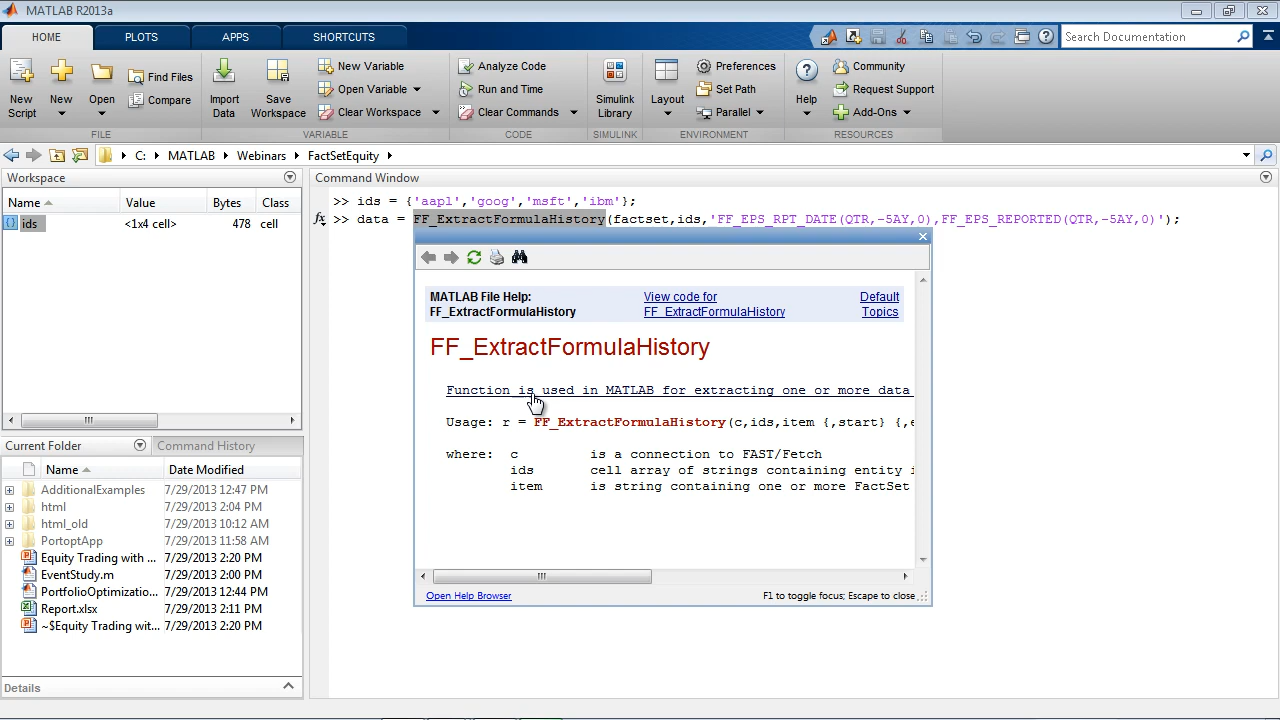 MATLAB R2013a
HOME PLOTS APPS SHORTCUTS Search Documentation
New Script
New
Open
Find Files
Compare
FILE
Import Data
Save Workspace
New Variable
Open Variable
Clear Workspace
VARIABLE
Analyze Code
Run and Time
Clear Commands
CODE
Simulink Library
SIMULINK
Layout
Preferences
Set Path
Parallel
ENVIRONMENT
Help
Community
Request Support
Add-Ons
RESOURCES
C: MATLAB Webinars FactSetEquity
Workspace
Name Value Bytes Class
ids <1x4 cell> 478 cell
Current Folder Command History
Name Date Modified
AdditionalExamples 7/29/2013 12:47 PM
html 7/29/2013 2:04 PM
html_old 7/29/2013 10:12 AM
PortoptApp 7/29/2013 11:58 AM
Equity Trading with ... 7/29/2013 2:20 PM
EventStudy.m 7/29/2013 2:00 PM
PortfolioOptimizatio... 7/29/2013 12:44 PM
Report.xlsx 7/29/2013 2:11 PM
~$Equity Trading wit... 7/29/2013 2:20 PM
Details
Command Window
>> ids = {'aapl','goog','msft','ibm'};
fx >> data = FF_ExtractFormulaHistory(factset,ids,'FF_EPS_RPT_DATE(QTR,-5AY,0),FF_EPS_REPORTED(QTR,-5AY,0)');
MATLAB File Help: View code for Default
FF_ExtractFormulaHistory FF_ExtractFormulaHistory Topics
FF_ExtractFormulaHistory
Function is used in MATLAB for extracting one or more data
Usage: r = FF_ExtractFormulaHistory(c,ids,item {,start} {,e
where: c is a connection to FAST/Fetch
ids cell array of strings containing entity i
item is string containing one or more FactSet
Open Help Browser F1 to toggle focus; Escape to close